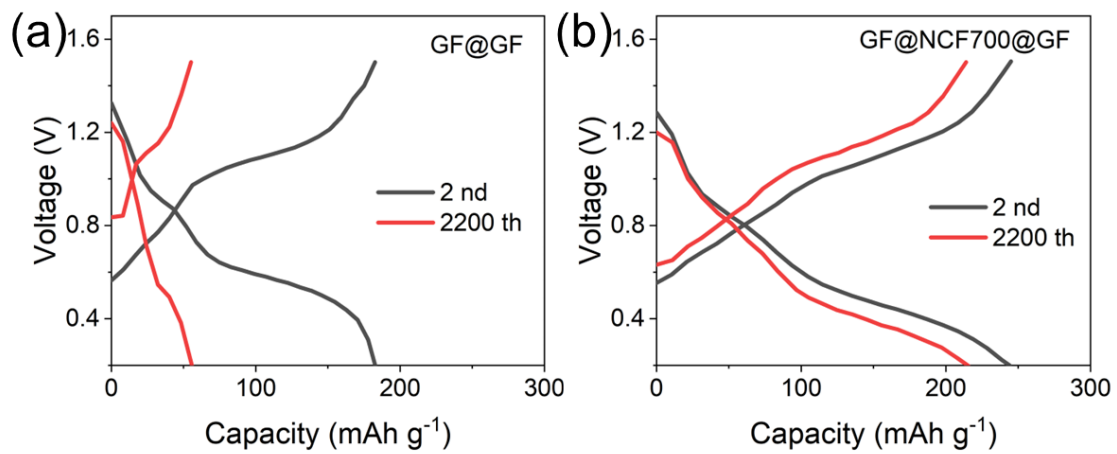 (a)
GF@GF
1.6
1.2
0.8
0.4
Voltage (V)
2 nd
2200 th
0
100
200
300
Capacity (mAh g⁻¹)
(b)
GF@NCF700@GF
1.6
1.2
0.8
0.4
Voltage (V)
2 nd
2200 th
0
100
200
300
Capacity (mAh g⁻¹)